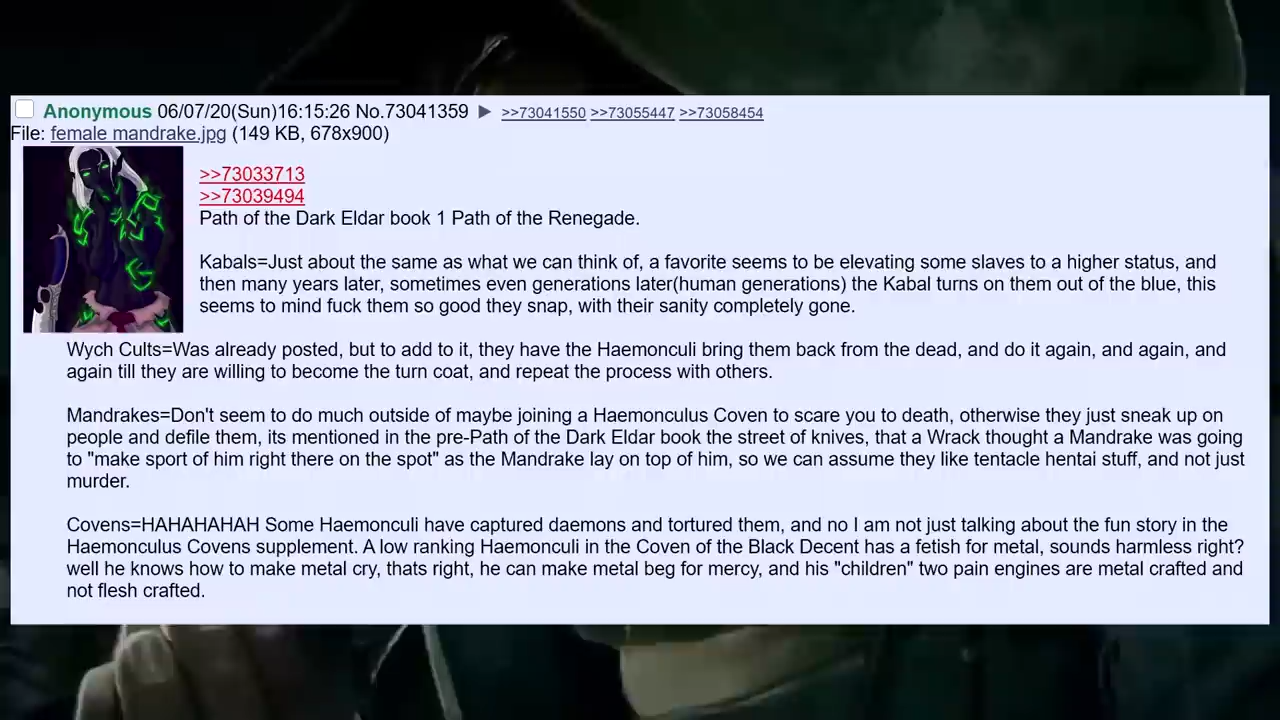 Anonymous 06/07/20(Sun)16:15:26 No.73041359 ▶ >>73041550 >>73055447 >>73058454
File: female mandrake.jpg (149 KB, 678x900)
>>73033713
>>73039494
Path of the Dark Eldar book 1 Path of the Renegade.
Kabals=Just about the same as what we can think of, a favorite seems to be elevating some slaves to a higher status, and
then many years later, sometimes even generations later(human generations) the Kabal turns on them out of the blue, this
seems to mind fuck them so good they snap, with their sanity completely gone.
Wych Cults=Was already posted, but to add to it, they have the Haemonculi bring them back from the dead, and do it again, and again, and
again till they are willing to become the turn coat, and repeat the process with others.
Mandrakes=Don't seem to do much outside of maybe joining a Haemonculus Coven to scare you to death, otherwise they just sneak up on
people and defile them, its mentioned in the pre-Path of the Dark Eldar book the street of knives, that a Wrack thought a Mandrake was going
to "make sport of him right there on the spot" as the Mandrake lay on top of him, so we can assume they like tentacle hentai stuff, and not just
murder.
Covens=HAHAHAHAH Some Haemonculi have captured daemons and tortured them, and no I am not just talking about the fun story in the
Haemonculus Covens supplement. A low ranking Haemonculi in the Coven of the Black Decent has a fetish for metal, sounds harmless right?
well he knows how to make metal cry, thats right, he can make metal beg for mercy, and his "children" two pain engines are metal crafted and
not flesh crafted.